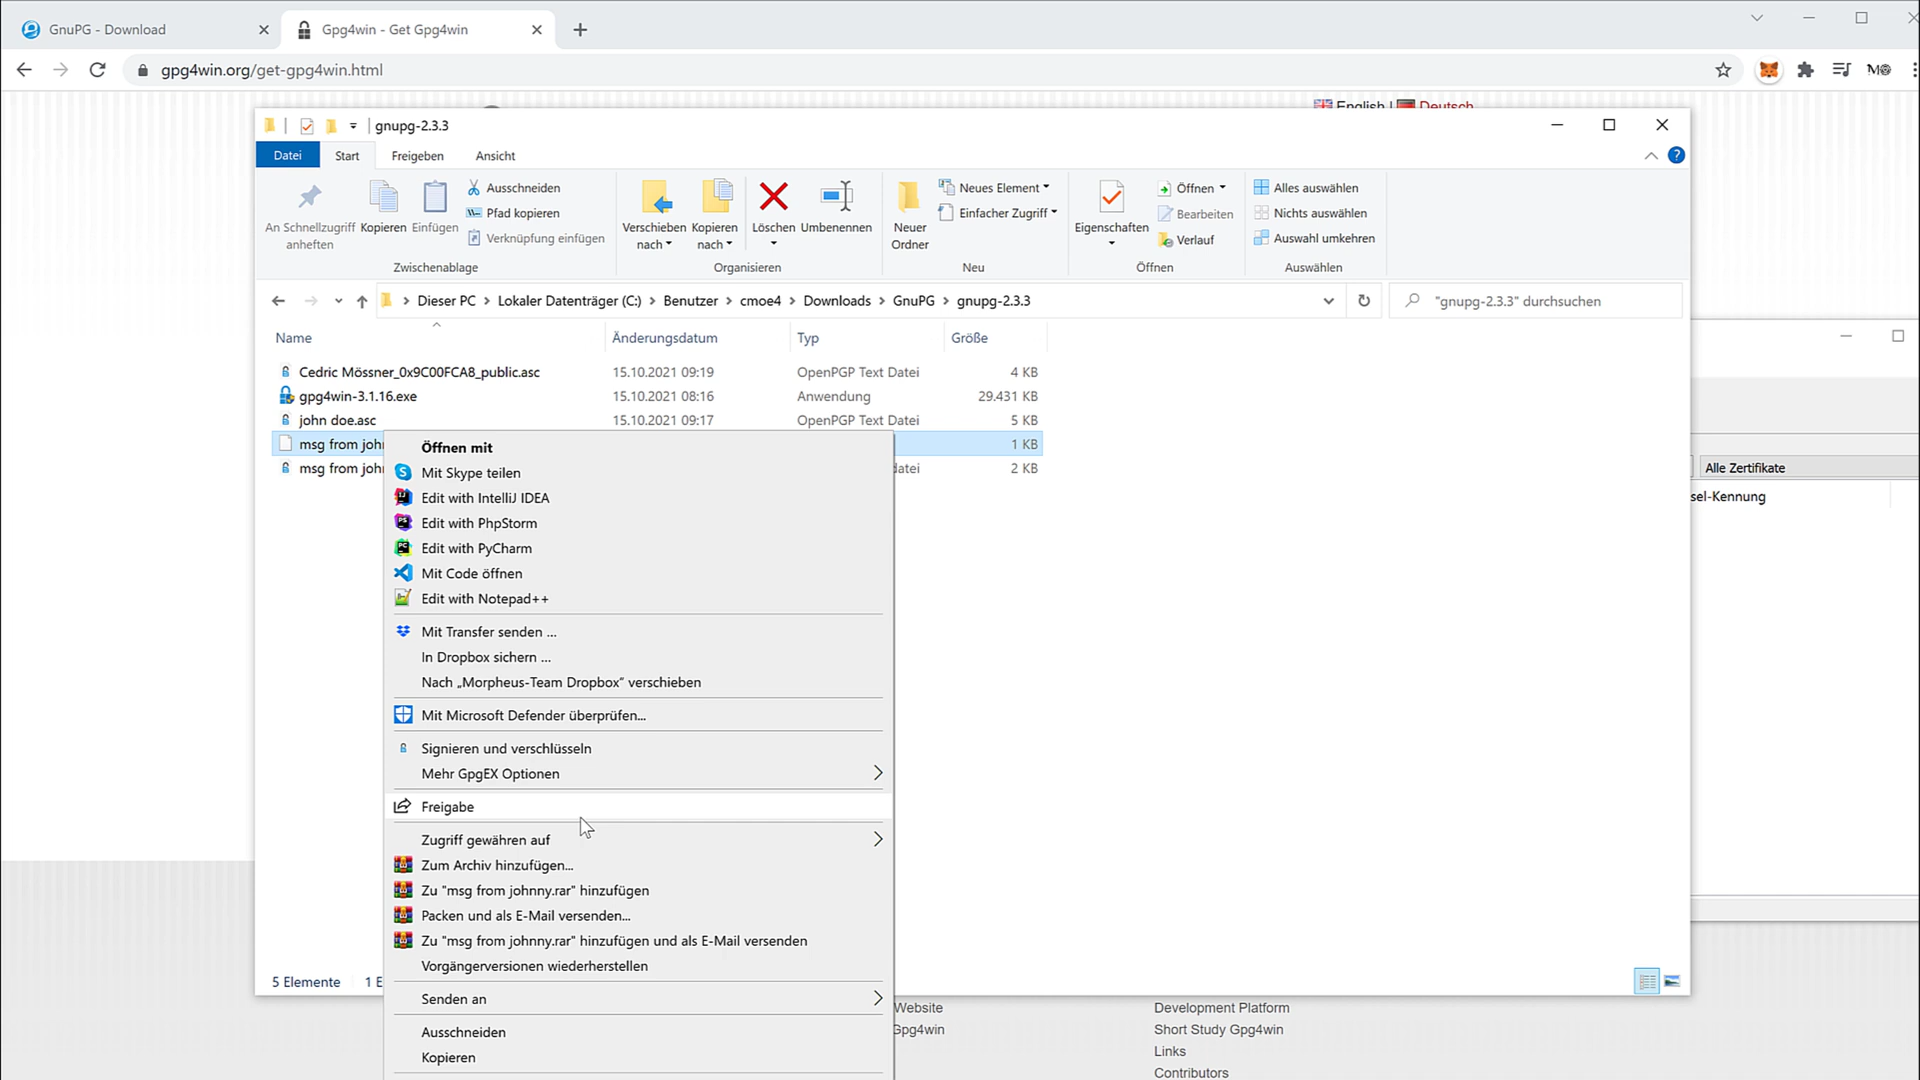 GnuPG - Download
Gpg4win - Get Gpg4win
gpg4win.org/get-gpg4win.html
English | Deutsch
gnupg-2.3.3
Datei Start Freigeben Ansicht
An Schnellzugriff anheften
Kopieren
Einfügen
Ausschneiden
Pfad kopieren
Verknüpfung einfügen
Zwischenablage
Verschieben nach
Kopieren nach
Löschen
Umbenennen
Organisieren
Neuer Ordner
Neues Element
Einfacher Zugriff
Neu
Eigenschaften
Öffnen
Bearbeiten
Verlauf
Öffnen
Alles auswählen
Nichts auswählen
Auswahl umkehren
Auswählen
Dieser PC > Lokaler Datenträger (C:) > Benutzer > cmoe4 > Downloads > GnuPG > gnupg-2.3.3
"gnupg-2.3.3" durchsuchen
Name Änderungsdatum Typ Größe
Cedric Mössner_0x9C00FCA8_public.asc 15.10.2021 09:19 OpenPGP Text Datei 4 KB
gpg4win-3.1.16.exe 15.10.2021 08:16 Anwendung 29.431 KB
john doe.asc 15.10.2021 09:17 OpenPGP Text Datei 5 KB
msg from john 1 KB
msg from john datei 2 KB
Alle Zertifikate
sel-Kennung
Öffnen mit
Mit Skype teilen
Edit with IntelliJ IDEA
Edit with PhpStorm
Edit with PyCharm
Mit Code öffnen
Edit with Notepad++
Mit Transfer senden ...
In Dropbox sichern ...
Nach „Morpheus-Team Dropbox“ verschieben
Mit Microsoft Defender überprüfen...
Signieren und verschlüsseln
Mehr GpgEX Optionen
Freigabe
Zugriff gewähren auf
Zum Archiv hinzufügen...
Zu "msg from johnny.rar" hinzufügen
Packen und als E-Mail versenden...
Zu "msg from johnny.rar" hinzufügen und als E-Mail versenden
Vorgängerversionen wiederherstellen
Senden an
Ausschneiden
Kopieren
5 Elemente 1 E
Website
Gpg4win
Development Platform
Short Study Gpg4win
Links
Contributors